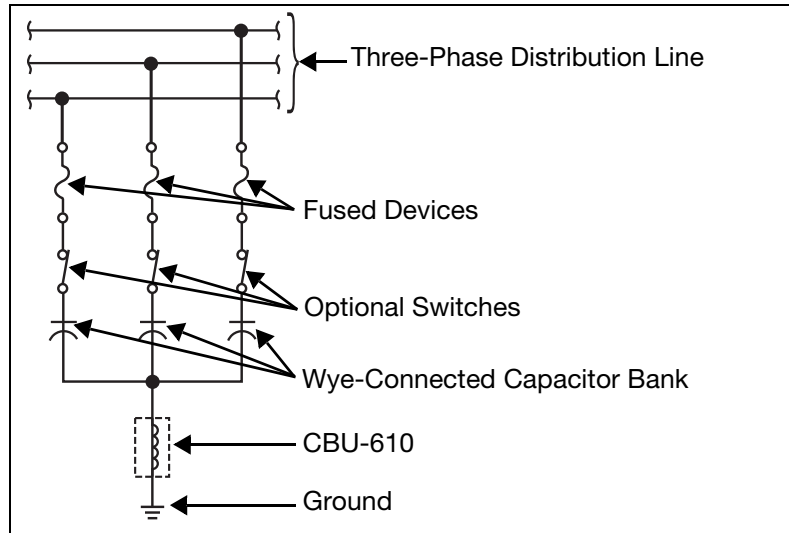 Three-Phase Distribution Line
Fused Devices
Optional Switches
Wye-Connected Capacitor Bank
CBU-610
Ground